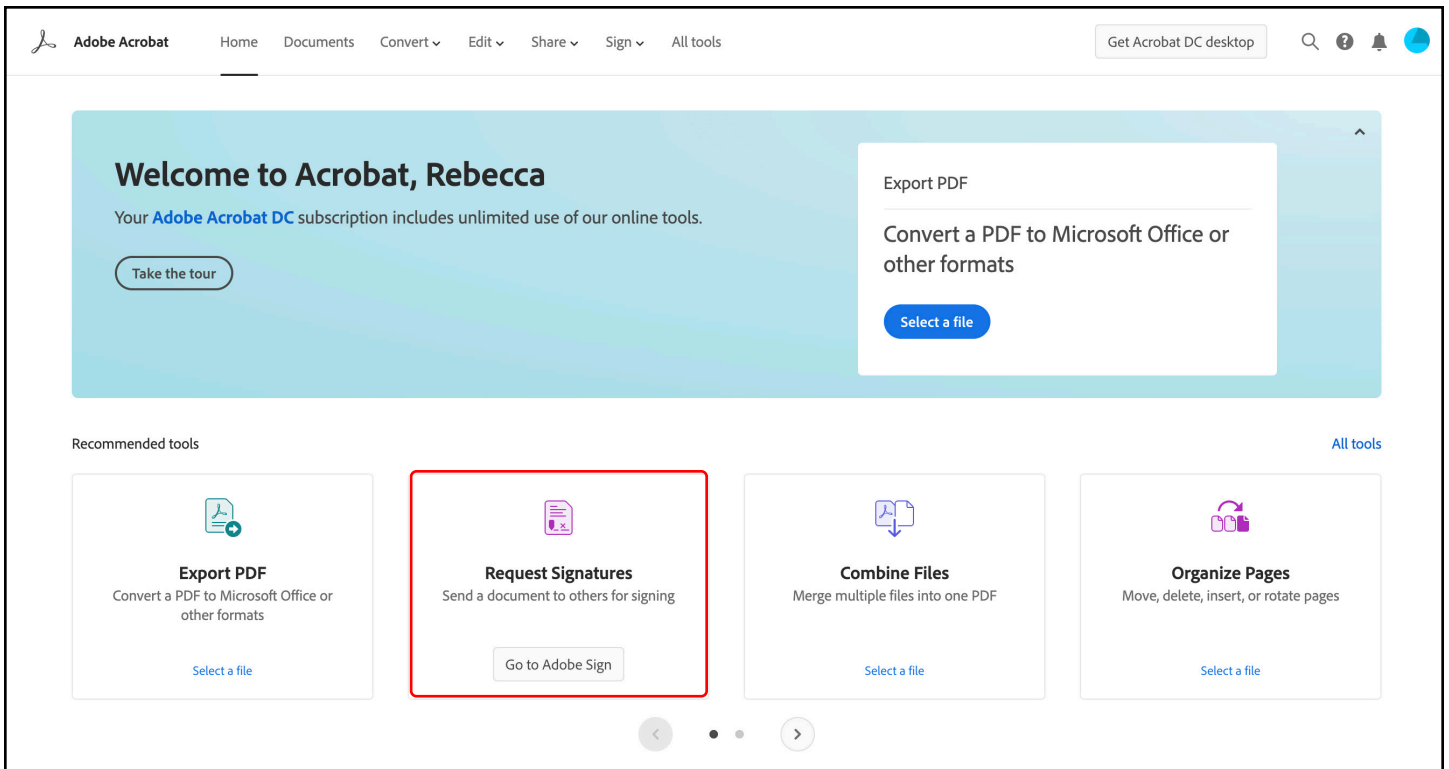 Adobe Acrobat Home Documents Convert Edit Share Sign All tools Get Acrobat DC desktop
Welcome to Acrobat, Rebecca
Your Adobe Acrobat DC subscription includes unlimited use of our online tools.
Take the tour
Export PDF
Convert a PDF to Microsoft Office or
other formats
Select a file
Recommended tools All tools
Export PDF
Convert a PDF to Microsoft Office or
other formats
Select a file
Request Signatures
Send a document to others for signing
Go to Adobe Sign
Combine Files
Merge multiple files into one PDF
Select a file
Organize Pages
Move, delete, insert, or rotate pages
Select a file